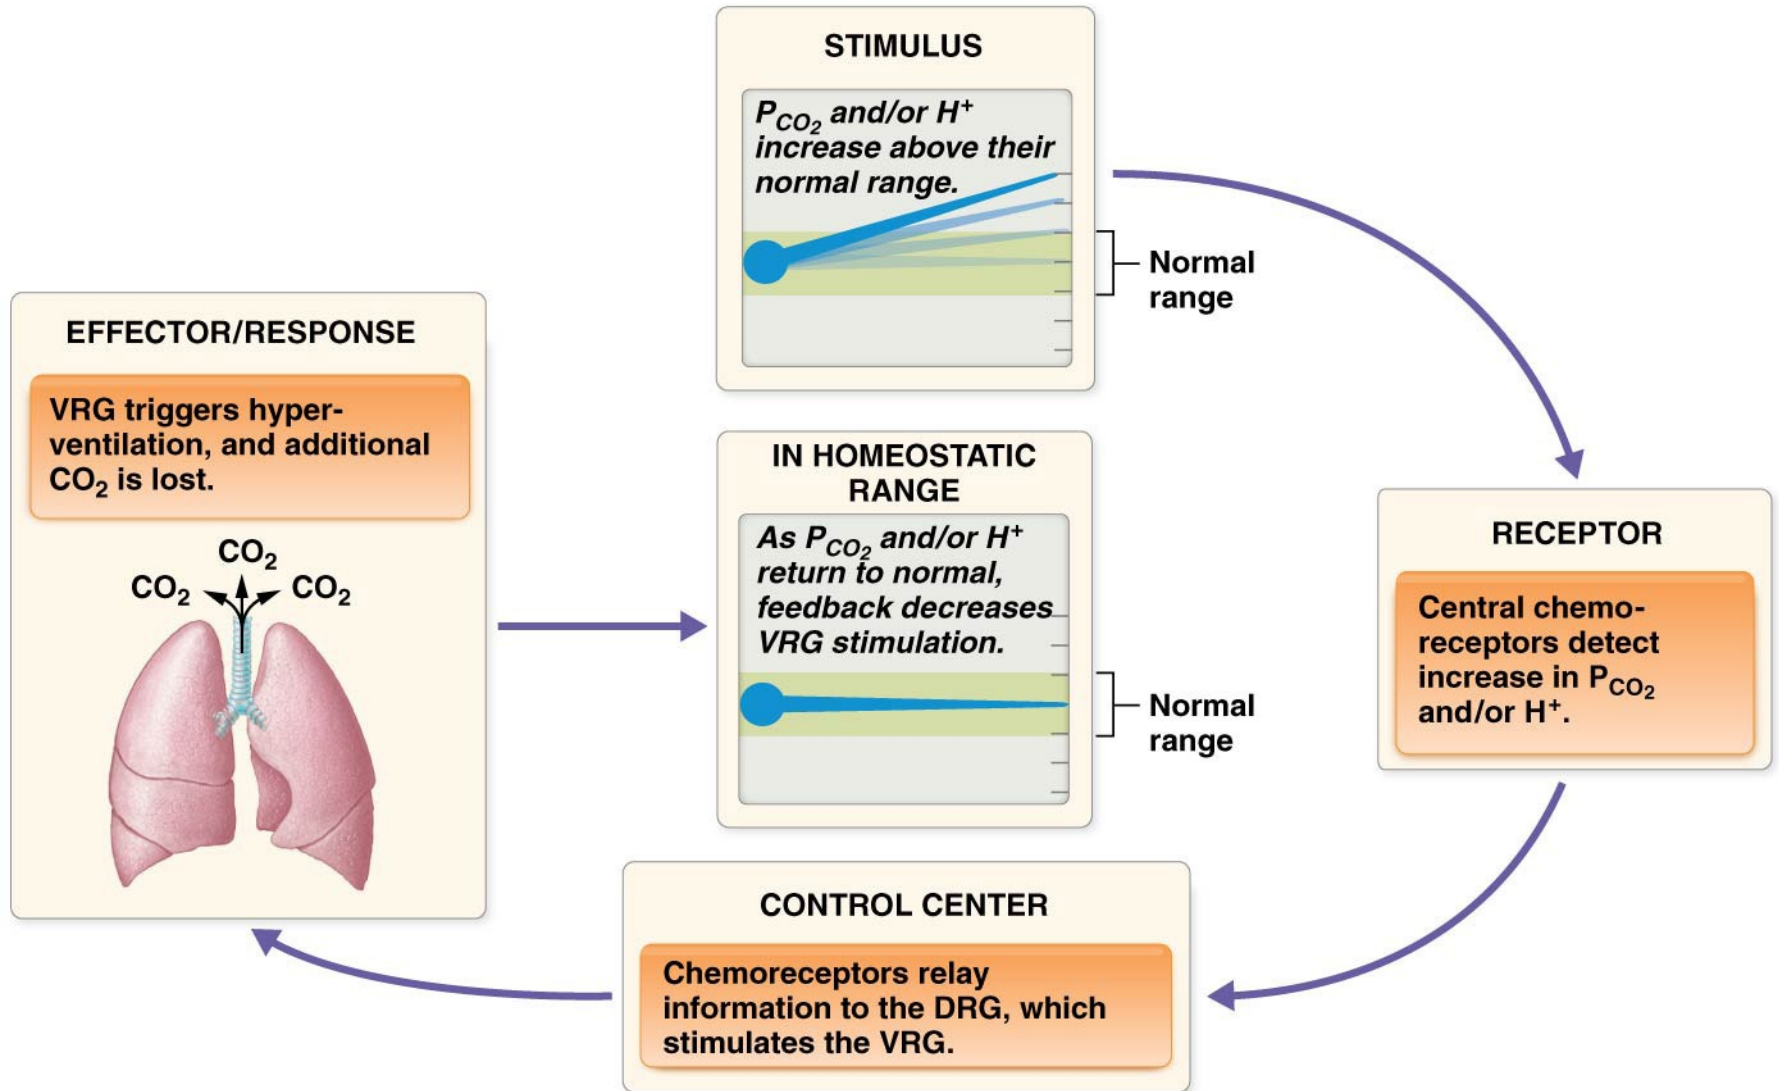 STIMULUS
P_CO2 and/or H⁺
increase above their
normal range.
Normal
range
RECEPTOR
Central chemo-
receptors detect
increase in P_CO2
and/or H⁺.
CONTROL CENTER
Chemoreceptors relay
information to the DRG, which
stimulates the VRG.
EFFECTOR/RESPONSE
VRG triggers hyper-
ventilation, and additional
CO₂ is lost.
CO₂
CO₂ CO₂
IN HOMEOSTATIC
RANGE
As P_CO2 and/or H⁺
return to normal,
feedback decreases
VRG stimulation.
Normal
range